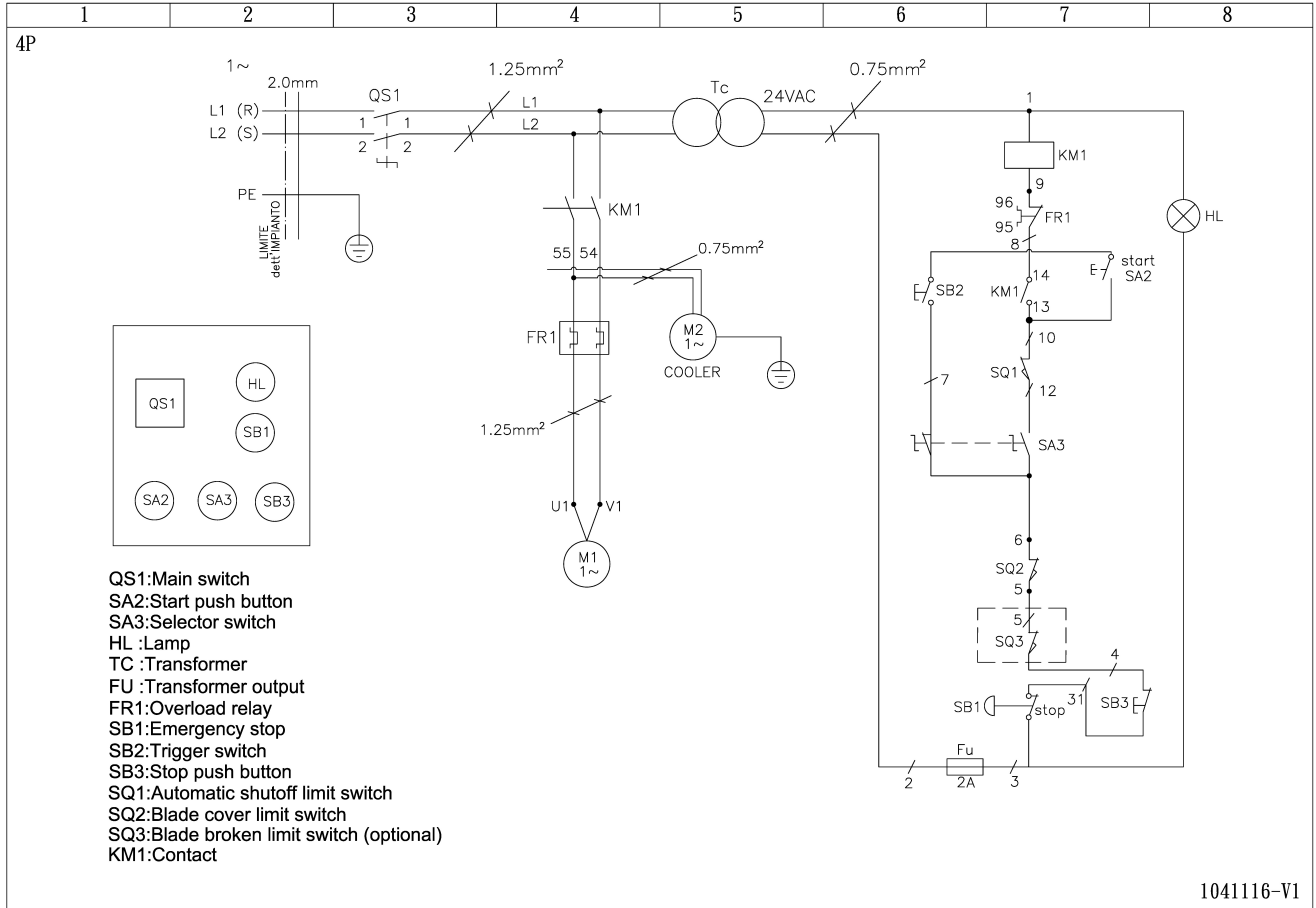 1 2 3 4 5 6 7 8
4P
1~
2.0mm
QS1
1.25mm²
Tc
24VAC
0.75mm²
L1 (R)
L1
1
L2 (S)
1 1
L2
2 2
KM1
9
PE
LIMITE
dett'IMPIANTO
KM1
96
95
FR1
HL
8
55 54
0.75mm²
start
SA2
SB2
14
KM1
13
FR1
M2
1~
COOLER
10
SQ1
7
12
QS1
HL
SB1
1.25mm²
SA3
SA2
SA3
SB3
U1
V1
M1
1~
6
SQ2
5
5
SQ3
4
SB1
stop
31
SB3
Fu
2
2A
3
QS1:Main switch
SA2:Start push button
SA3:Selector switch
HL :Lamp
TC :Transformer
FU :Transformer output
FR1:Overload relay
SB1:Emergency stop
SB2:Trigger switch
SB3:Stop push button
SQ1:Automatic shutoff limit switch
SQ2:Blade cover limit switch
SQ3:Blade broken limit switch (optional)
KM1:Contact
1041116-V1